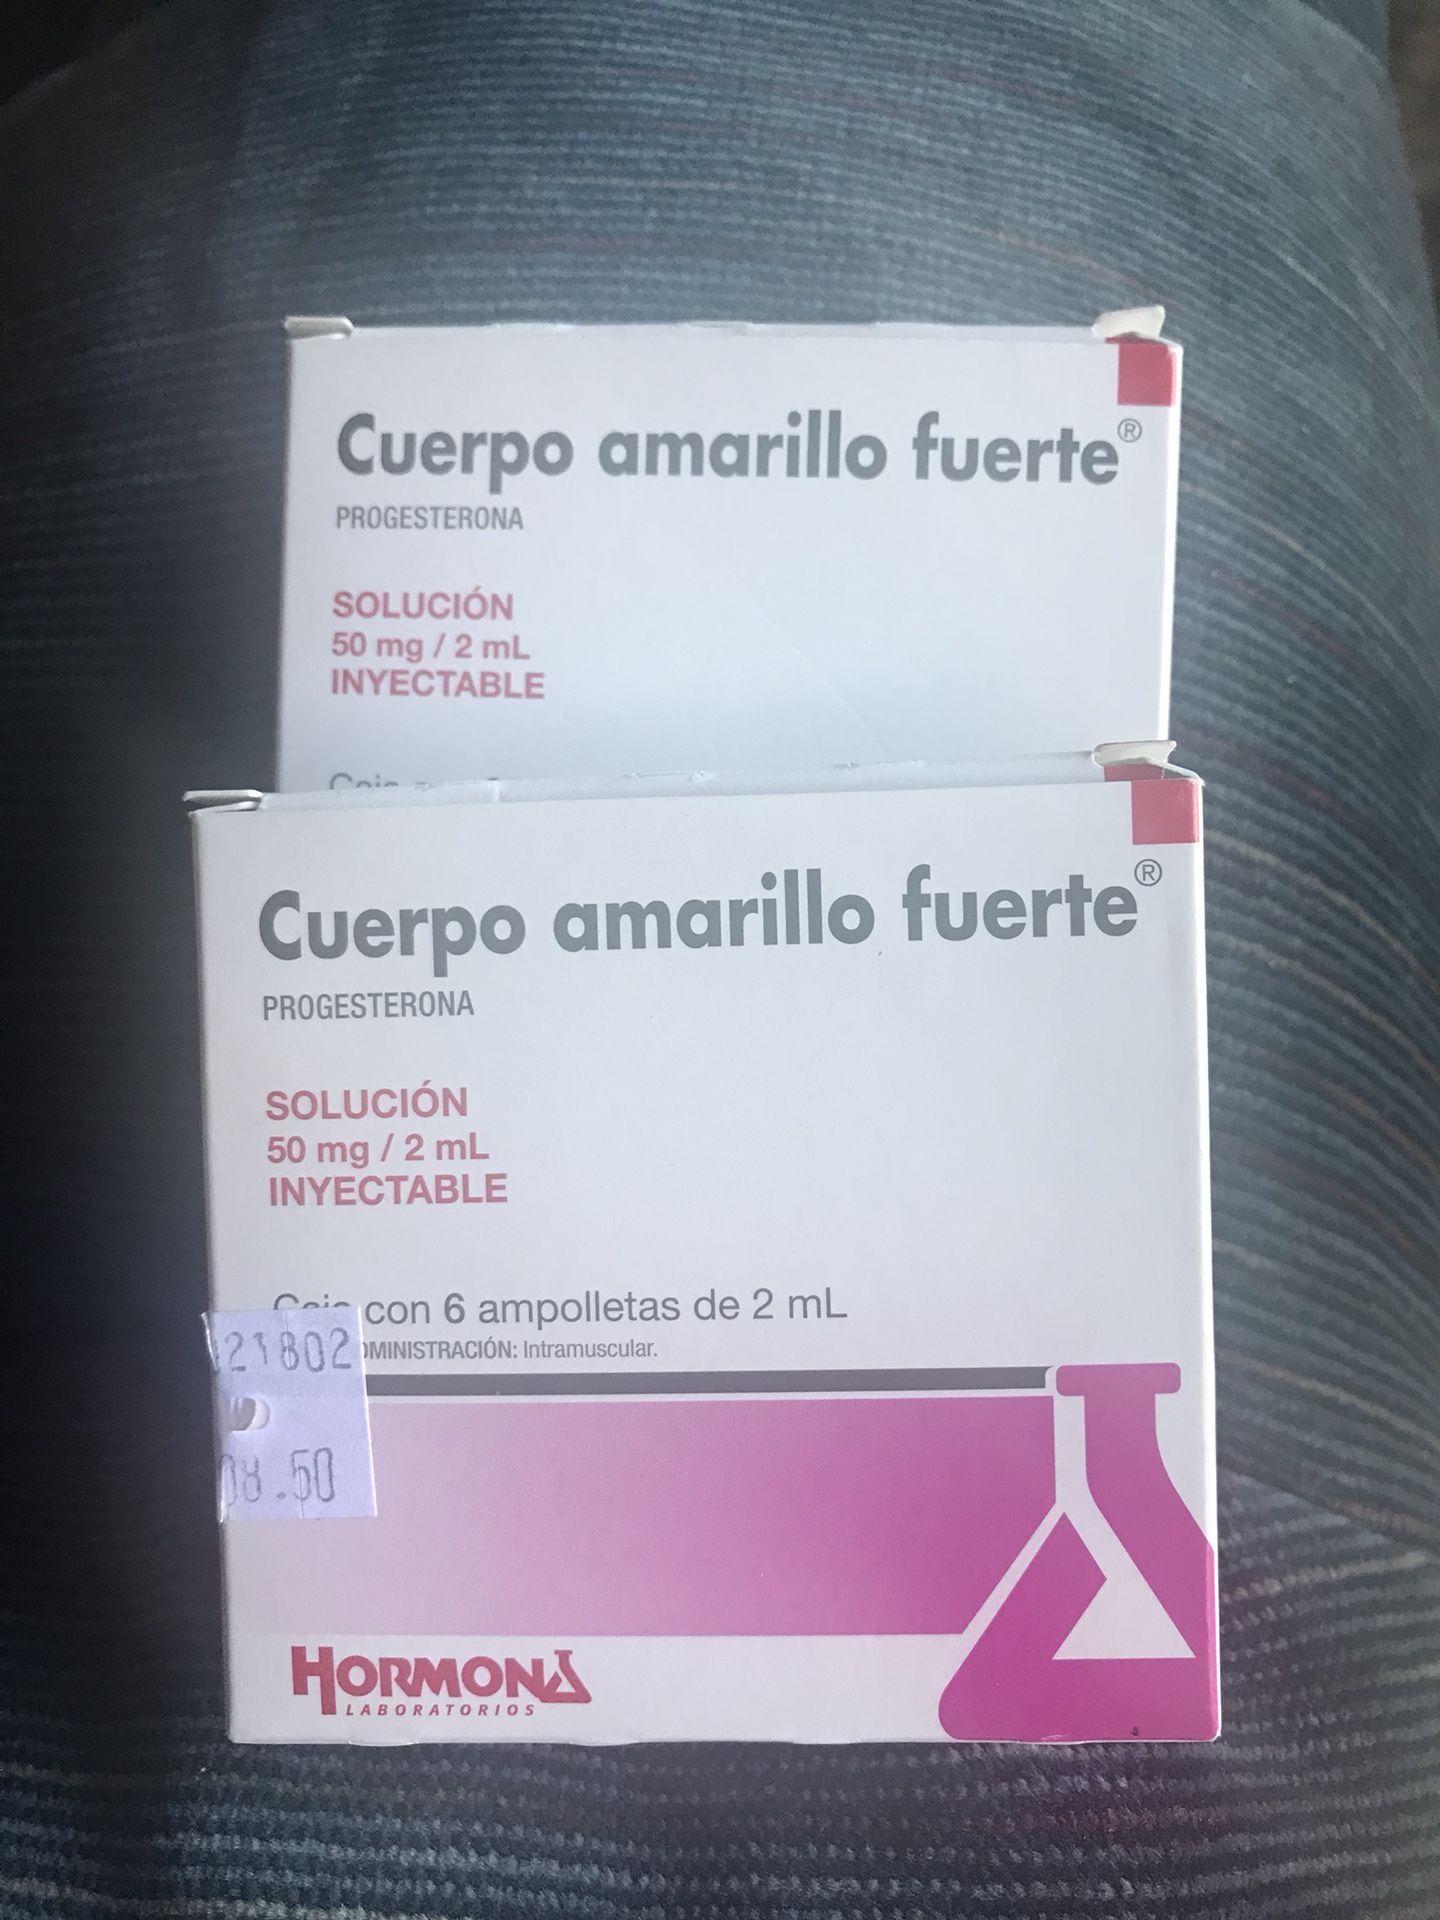 Cuerpo amarillo fuerte®
PROGESTERONA
SOLUCIÓN
50 mg / 2 mL
INYECTABLE
Cuerpo amarillo fuerte®
PROGESTERONA
SOLUCIÓN
50 mg / 2 mL
INYECTABLE
con 6 ampolletas de 2 mL
Intramuscular.
21802
.50
HORMONA
LABORATORIOS